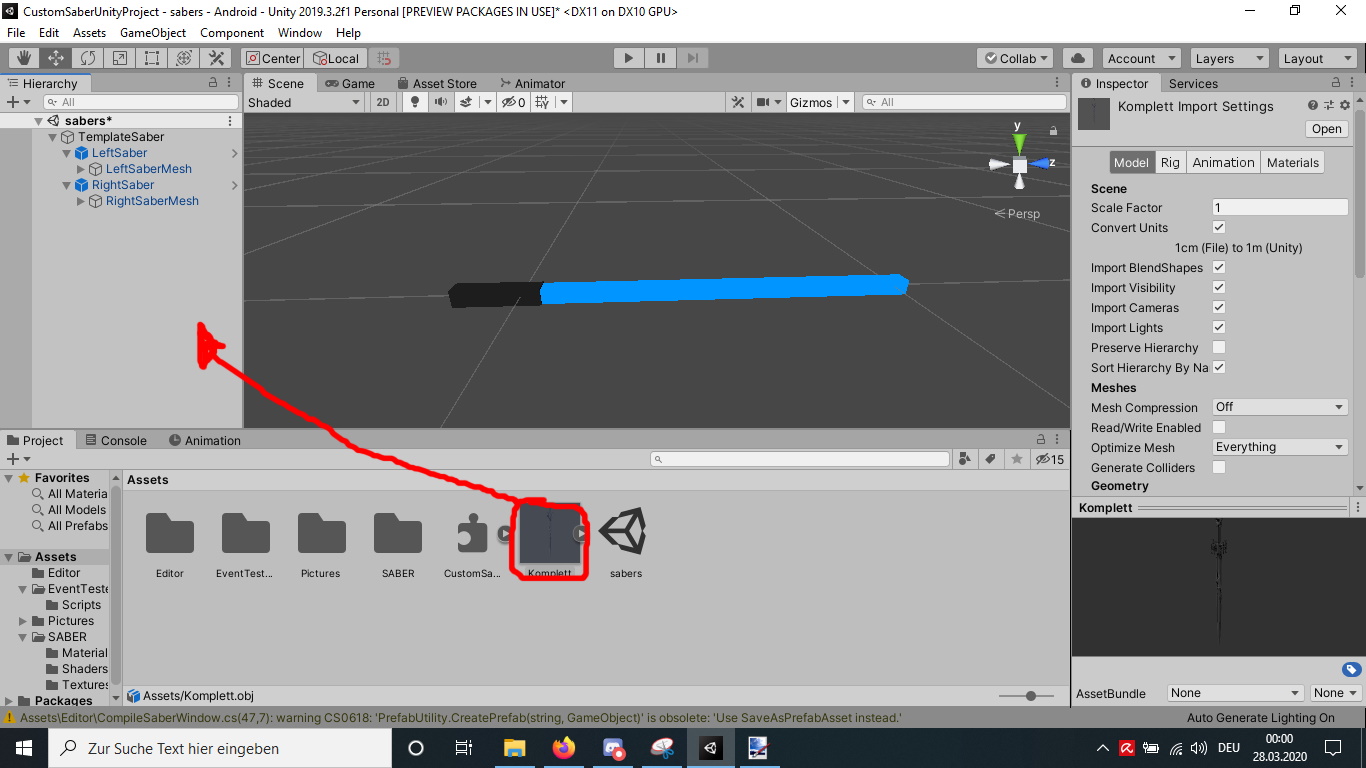 CustomSaberUnityProject - sabers - Android - Unity 2019.3.2f1 Personal [PREVIEW PACKAGES IN USE]* <DX11 on DX10 GPU>
File Edit Assets GameObject Component Window Help
Center Local Collab Account Layers Layout
Hierarchy
All
sabers*
TemplateSaber
LeftSaber
LeftSaberMesh
RightSaber
RightSaberMesh
Scene Game Asset Store Animator
Shaded 2D 0 Gizmos All
y
z
Persp
Inspector Services
Komplett Import Settings
Open
Model Rig Animation Materials
Scene
Scale Factor 1
Convert Units
1cm (File) to 1m (Unity)
Import BlendShapes
Import Visibility
Import Cameras
Import Lights
Preserve Hierarchy
Sort Hierarchy By Na
Meshes
Mesh Compression Off
Read/Write Enabled
Optimize Mesh Everything
Generate Colliders
Geometry
Komplett
AssetBundle None None
Project Console Animation
15
Favorites
All Materia
All Models
All Prefabs
Assets
Editor
EventTeste
Scripts
Pictures
SABER
Material
Shaders
Textures
Packages
Assets
Editor EventTest... Pictures SABER CustomSa... Komplett sabers
Assets/Komplett.obj
Assets\Editor\CompileSaberWindow.cs(47,7): warning CS0618: 'PrefabUtility.CreatePrefab(string, GameObject)' is obsolete: 'Use SaveAsPrefabAsset instead.'
Auto Generate Lighting On
Zur Suche Text hier eingeben
DEU
00:00
28.03.2020